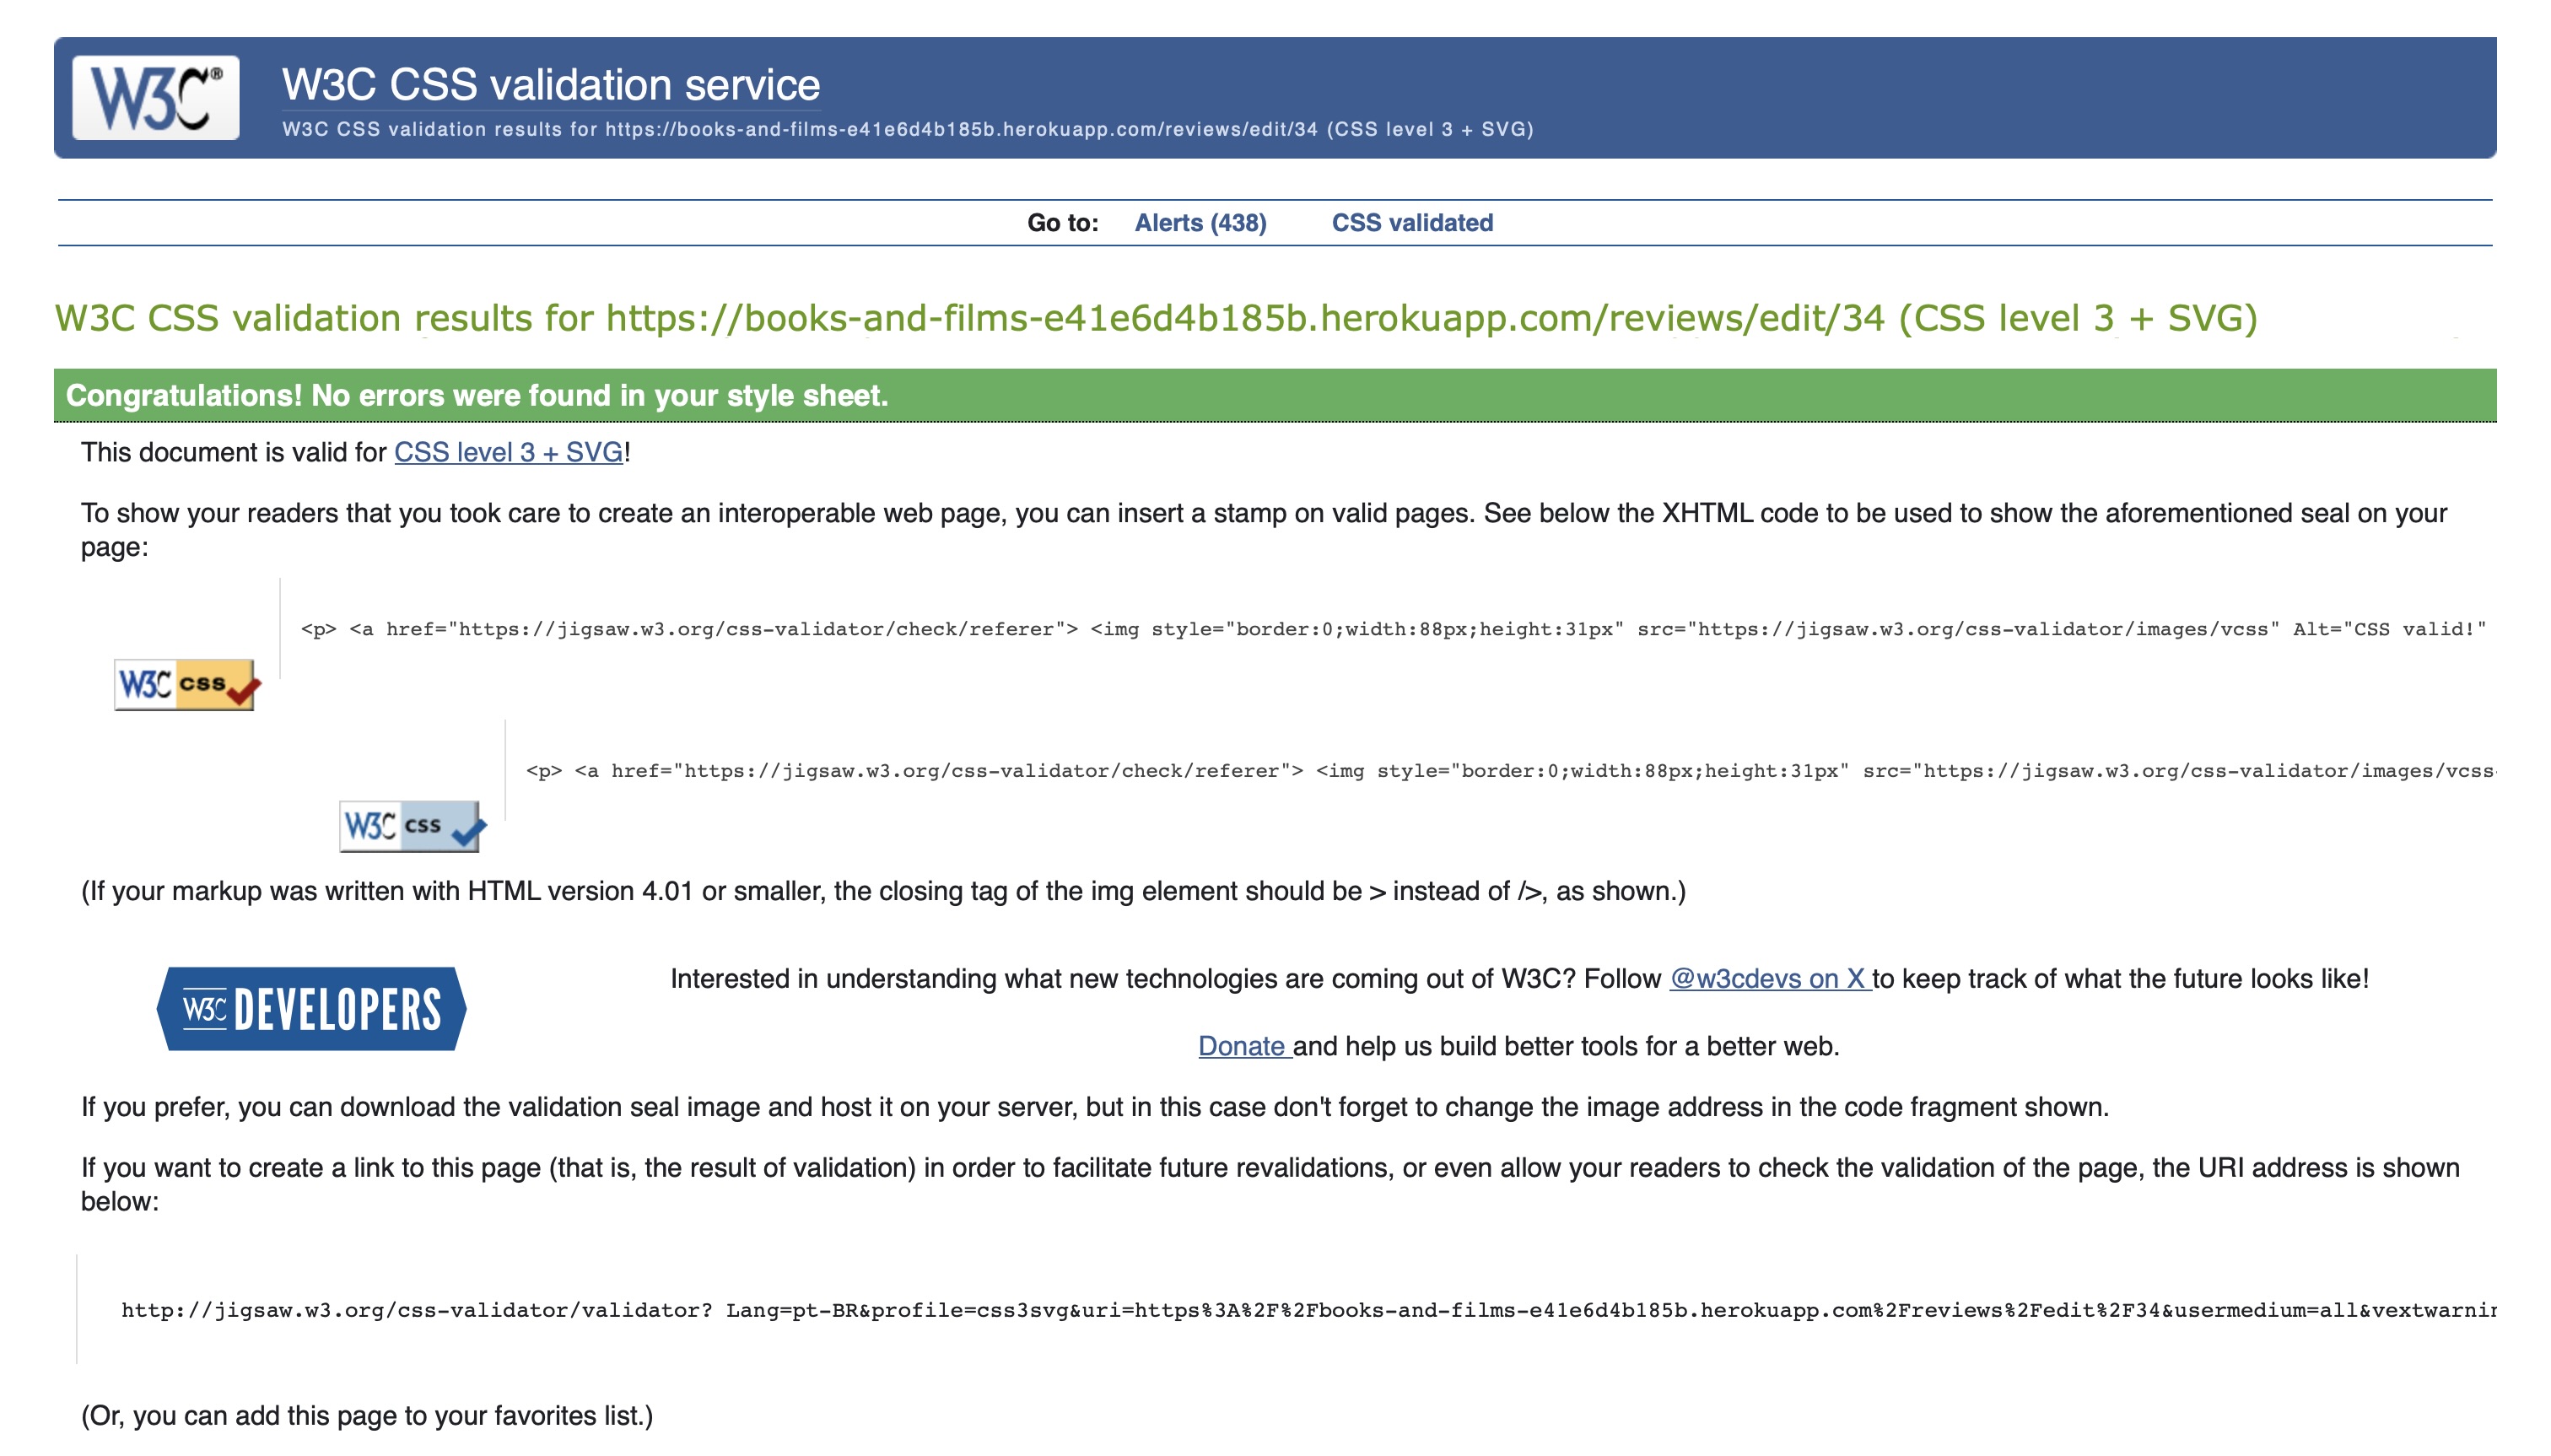 W3C®
W3C CSS validation service
W3C CSS validation results for https://books-and-films-e41e6d4b185b.herokuapp.com/reviews/edit/34 (CSS level 3 + SVG)
Go to: Alerts (438) CSS validated
W3C CSS validation results for https://books-and-films-e41e6d4b185b.herokuapp.com/reviews/edit/34 (CSS level 3 + SVG)
Congratulations! No errors were found in your style sheet.
This document is valid for CSS level 3 + SVG!
To show your readers that you took care to create an interoperable web page, you can insert a stamp on valid pages. See below the XHTML code to be used to show the aforementioned seal on your
page:
<p> <a href="https://jigsaw.w3.org/css-validator/check/referer"> <img style="border:0;width:88px;height:31px" src="https://jigsaw.w3.org/css-validator/images/vcss" Alt="CSS valid!"
W3C css
<p> <a href="https://jigsaw.w3.org/css-validator/check/referer"> <img style="border:0;width:88px;height:31px" src="https://jigsaw.w3.org/css-validator/images/vcss-
W3C css
(If your markup was written with HTML version 4.01 or smaller, the closing tag of the img element should be > instead of />, as shown.)
W3C DEVELOPERS
Interested in understanding what new technologies are coming out of W3C? Follow @w3cdevs on X to keep track of what the future looks like!
Donate and help us build better tools for a better web.
If you prefer, you can download the validation seal image and host it on your server, but in this case don't forget to change the image address in the code fragment shown.
If you want to create a link to this page (that is, the result of validation) in order to facilitate future revalidations, or even allow your readers to check the validation of the page, the URI address is shown
below:
http://jigsaw.w3.org/css-validator/validator? Lang=pt-BR&profile=css3svg&uri=https%3A%2F%2Fbooks-and-films-e41e6d4b185b.herokuapp.com%2Freviews%2Fedit%2F34&usermedium=all&vextwarnin
(Or, you can add this page to your favorites list.)